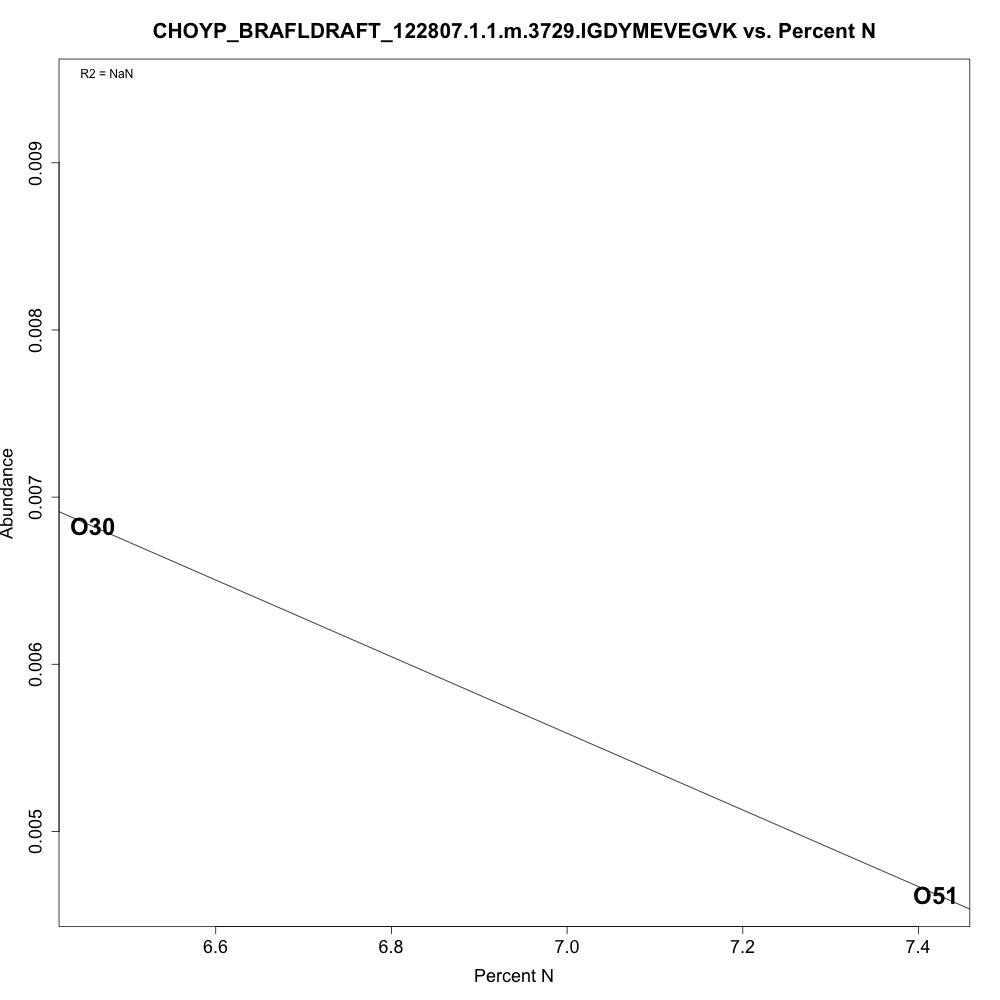 CHOYP_BRAFLDRAFT_122807.1.1.m.3729.IGDYMEVEGVK vs. Percent N
R2 = NaN
0.009
0.008
0.007
0.006
0.005
Abundance
O30
O51
6.6 6.8 7.0 7.2 7.4
Percent N